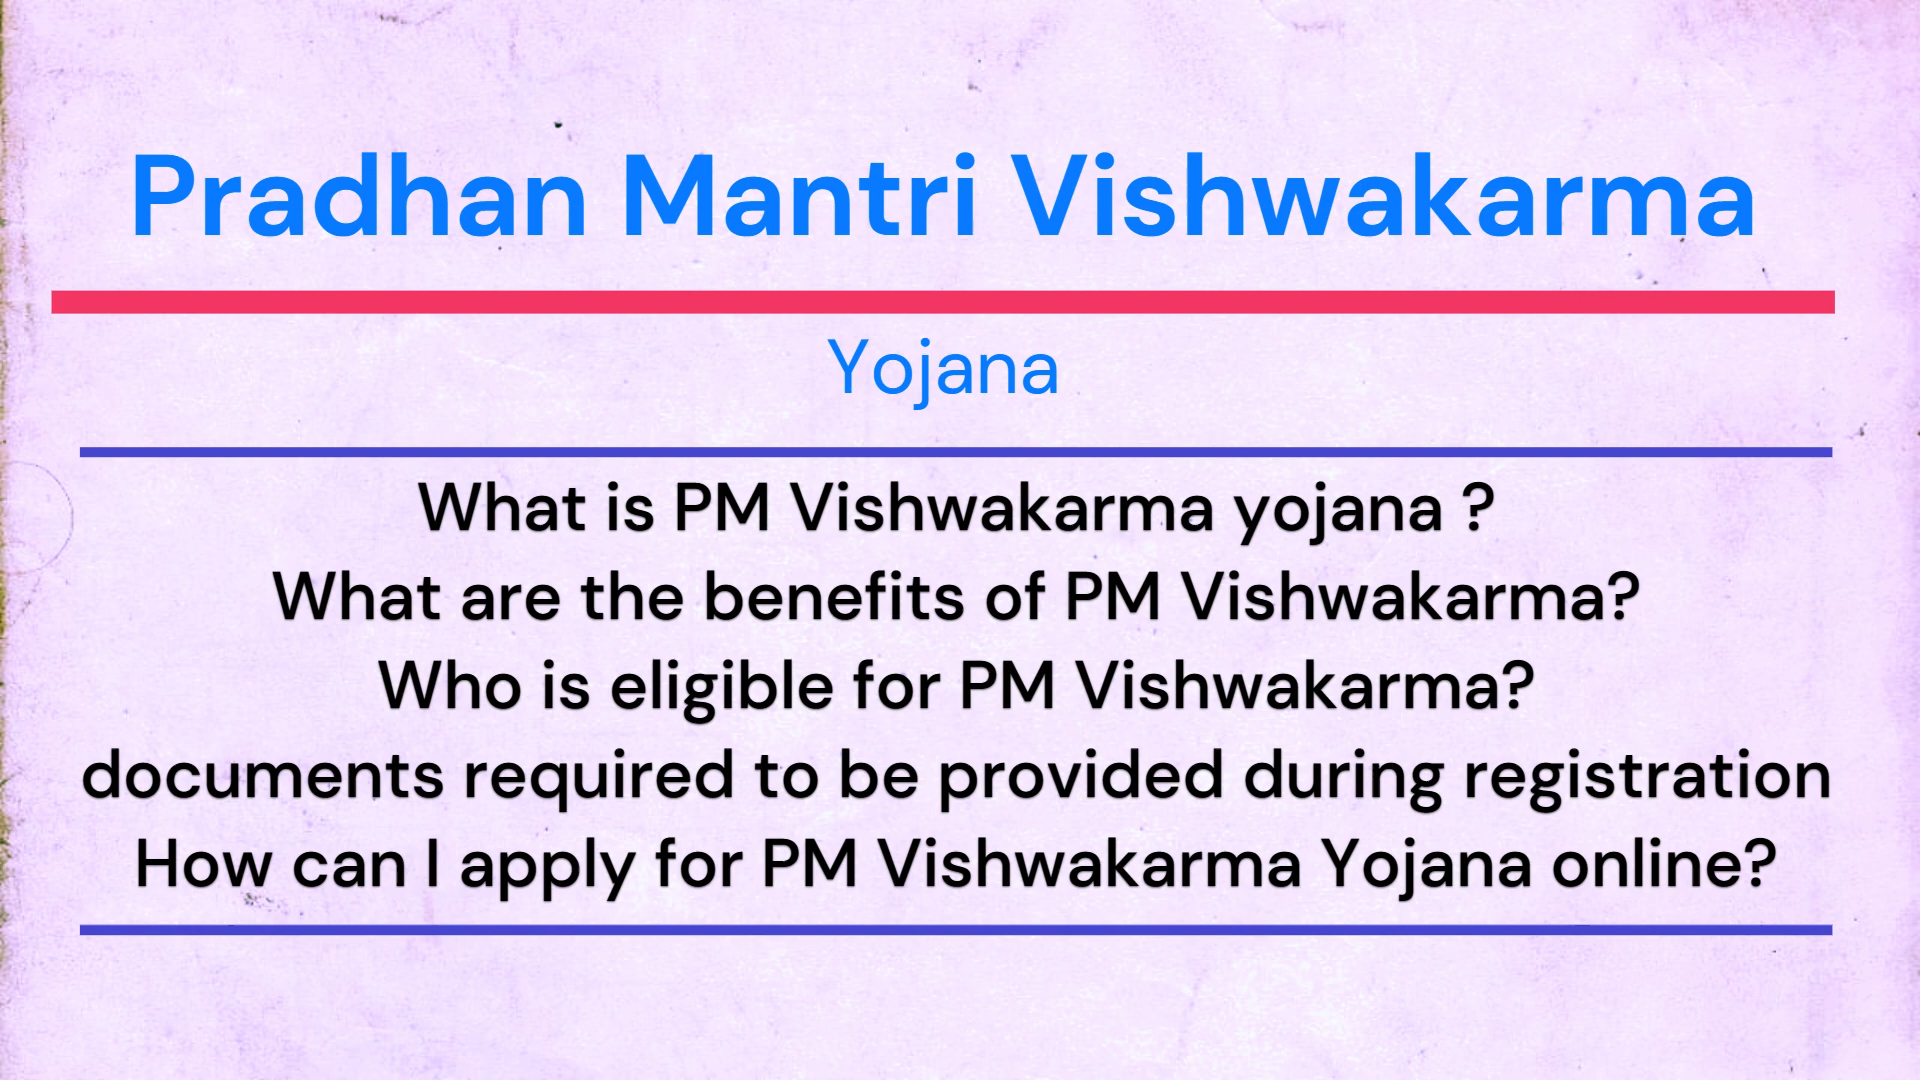 Pradhan Mantri Vishwakarma
Yojana
What is PM Vishwakarma yojana ?
What are the benefits of PM Vishwakarma?
Who is eligible for PM Vishwakarma?
documents required to be provided during registration
How can I apply for PM Vishwakarma Yojana online?